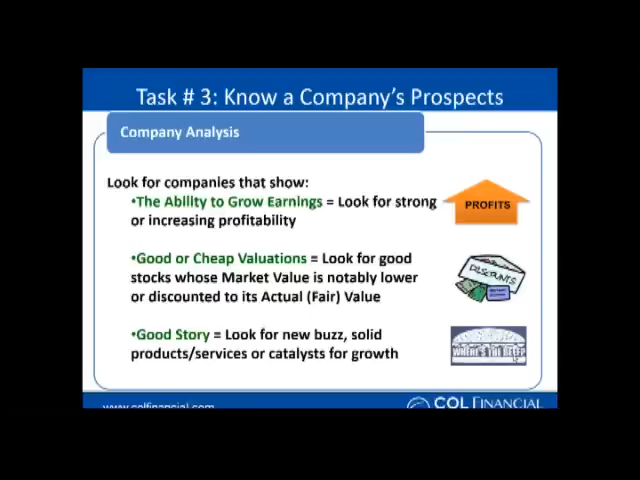 Task # 3: Know a Company's Prospects
Company Analysis
Look for companies that show:
•The Ability to Grow Earnings = Look for strong
or increasing profitability
PROFITS
•Good or Cheap Valuations = Look for good
stocks whose Market Value is notably lower
or discounted to its Actual (Fair) Value
DISCOUNTS
•Good Story = Look for new buzz, solid
products/services or catalysts for growth
WHERE'S THE BEEF?
www.colfinancial.com
COL FINANCIAL